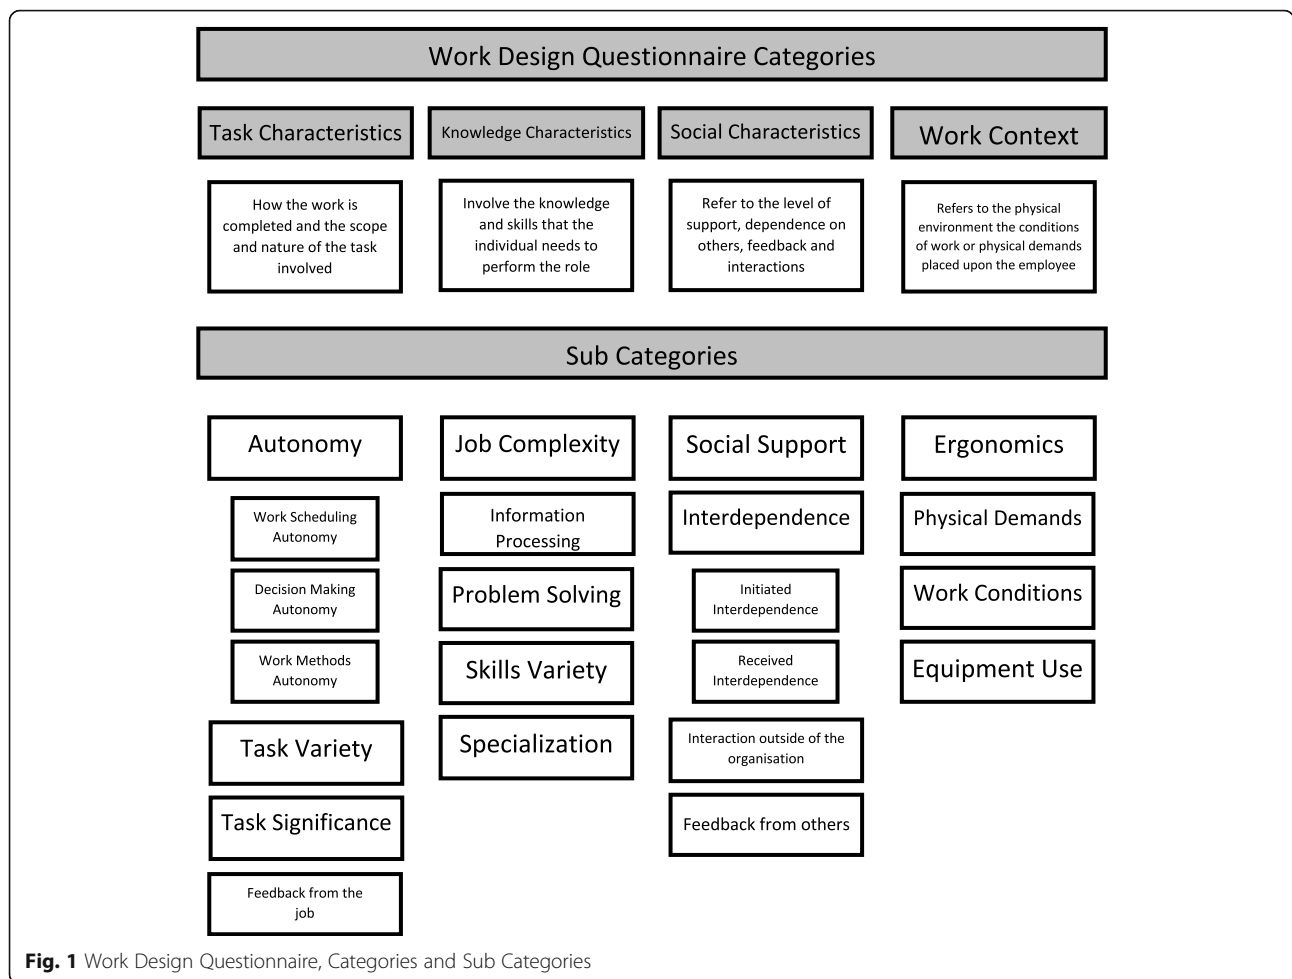 Work Design Questionnaire Categories
Task Characteristics
Knowledge Characteristics
Social Characteristics
Work Context
How the work is
completed and the scope
and nature of the task
involved
Involve the knowledge
and skills that the
individual needs to
perform the role
Refer to the level of
support, dependence on
others, feedback and
interactions
Refers to the physical
environment the conditions
of work or physical demands
placed upon the employee
Sub Categories
Autonomy
Work Scheduling
Autonomy
Decision Making
Autonomy
Work Methods
Autonomy
Task Variety
Task Significance
Feedback from the
job
Job Complexity
Information
Processing
Problem Solving
Skills Variety
Specialization
Social Support
Interdependence
Initiated
Interdependence
Received
Interdependence
Interaction outside of the
organisation
Feedback from others
Ergonomics
Physical Demands
Work Conditions
Equipment Use
Fig. 1 Work Design Questionnaire, Categories and Sub Categories